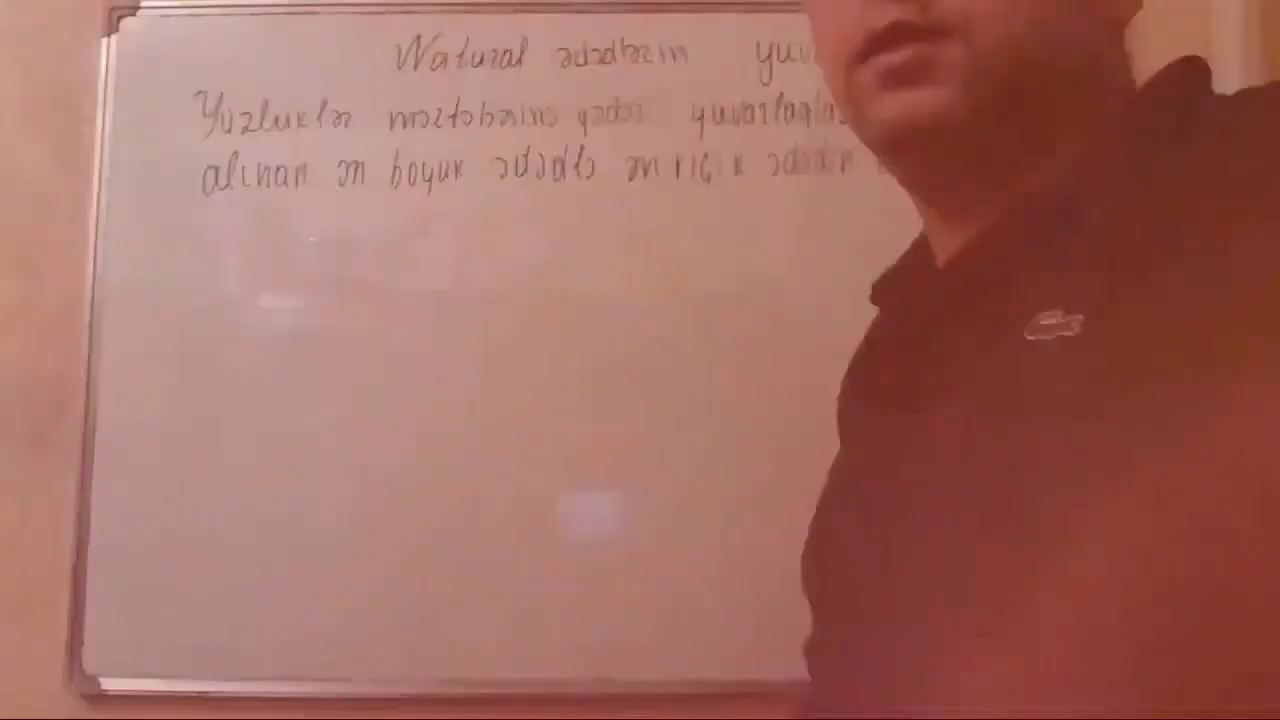 Natural ədədlərin yuv
Yüzlüklər mərtəbəsinə qədər yuvarlaqlaş
alınan ən böyük ədədlə ən kiçik ədədin